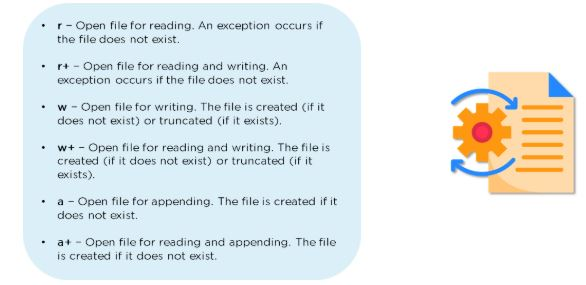 • r – Open file for reading. An exception occurs if
the file does not exist.
• r+ – Open file for reading and writing. An
exception occurs if the file does not exist.
• w – Open file for writing. The file is created (if it
does not exist) or truncated (if it exists).
• w+ – Open file for reading and writing. The file is
created (if it does not exist) or truncated (if it
exists).
• a – Open file for appending. The file is created if it
does not exist.
• a+ – Open file for reading and appending. The file
is created if it does not exist.